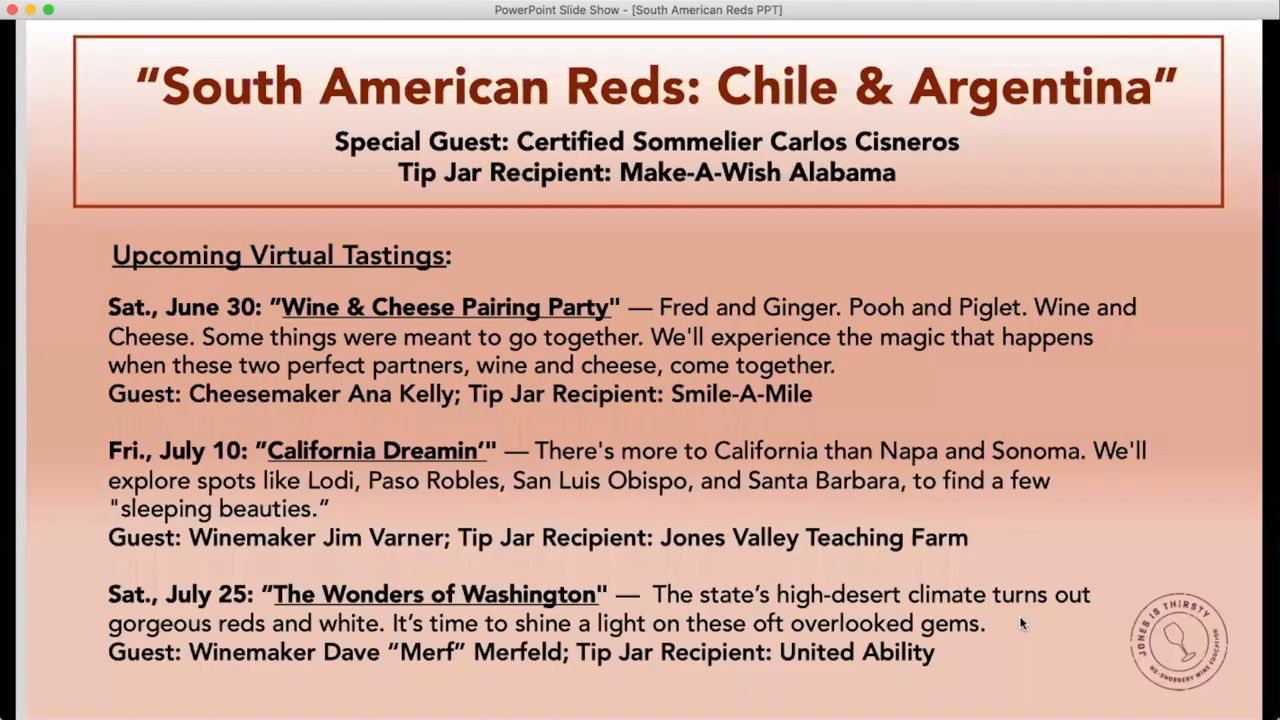 PowerPoint Slide Show - [South American Reds PPT]
“South American Reds: Chile & Argentina”
Special Guest: Certified Sommelier Carlos Cisneros
Tip Jar Recipient: Make-A-Wish Alabama
Upcoming Virtual Tastings:
Sat., June 30: ”Wine & Cheese Pairing Party" — Fred and Ginger. Pooh and Piglet. Wine and
Cheese. Some things were meant to go together. We'll experience the magic that happens
when these two perfect partners, wine and cheese, come together.
Guest: Cheesemaker Ana Kelly; Tip Jar Recipient: Smile-A-Mile
Fri., July 10: ”California Dreamin’" — There's more to California than Napa and Sonoma. We'll
explore spots like Lodi, Paso Robles, San Luis Obispo, and Santa Barbara, to find a few
"sleeping beauties.”
Guest: Winemaker Jim Varner; Tip Jar Recipient: Jones Valley Teaching Farm
Sat., July 25: “The Wonders of Washington" — The state’s high-desert climate turns out
gorgeous reds and white. It’s time to shine a light on these oft overlooked gems.
Guest: Winemaker Dave “Merf” Merfeld; Tip Jar Recipient: United Ability
JONES IS THIRSTY
NO-SNOBBERY WINE EDUCATION